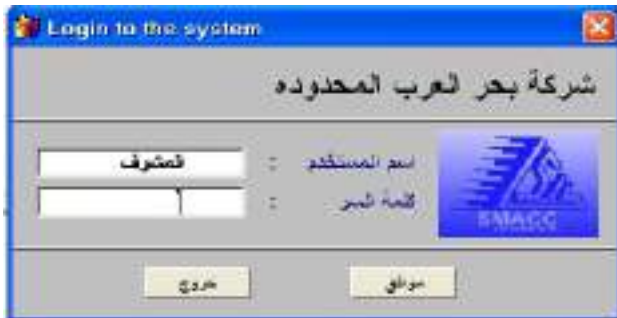 Login to the system
شركة بحر العرب المحدوده
اسم المستخدم : المشرف
كلمة السر :
SMACC
موافق خروج